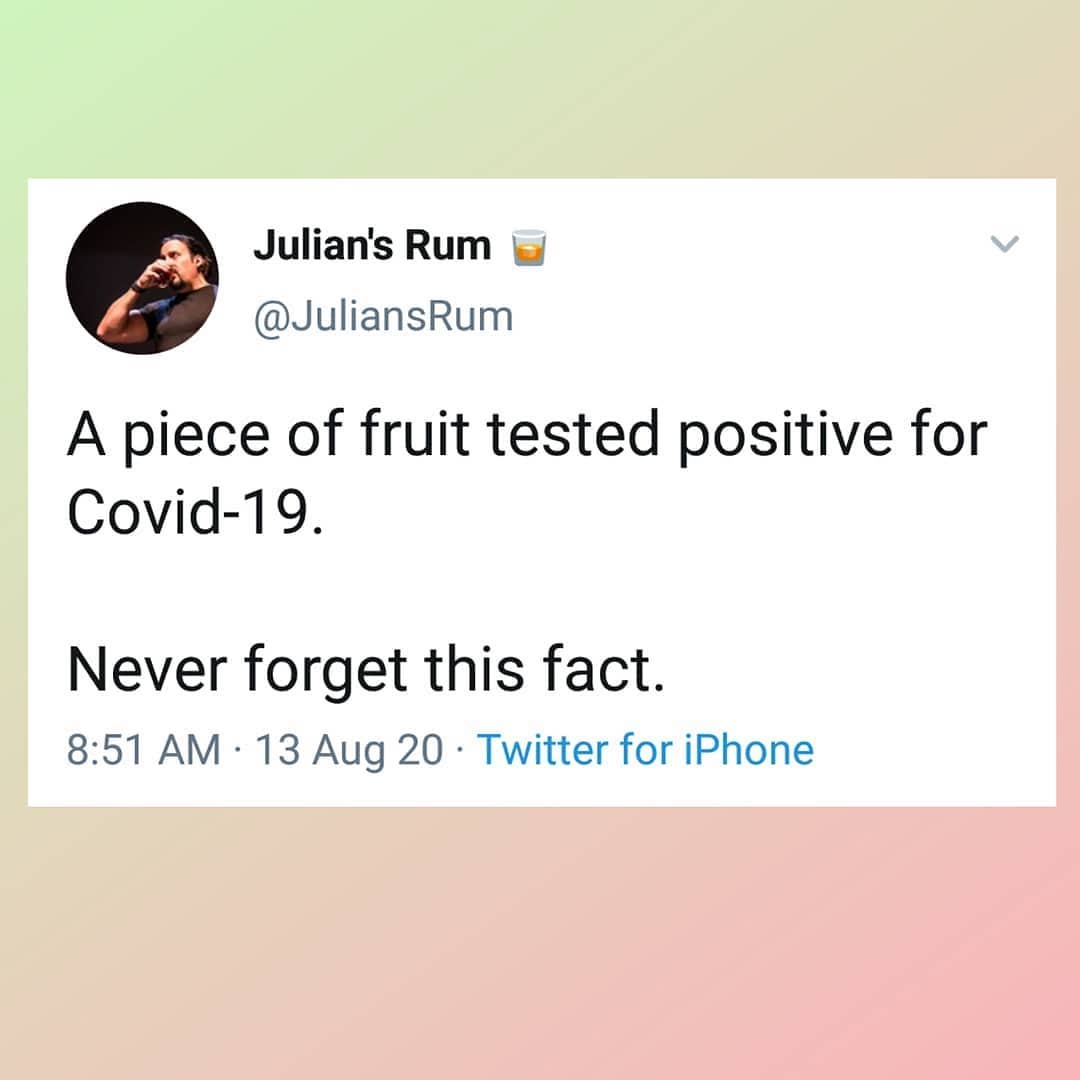 Julian's Rum 🥃
@JuliansRum
A piece of fruit tested positive for
Covid-19.
Never forget this fact.
8:51 AM · 13 Aug 20 · Twitter for iPhone